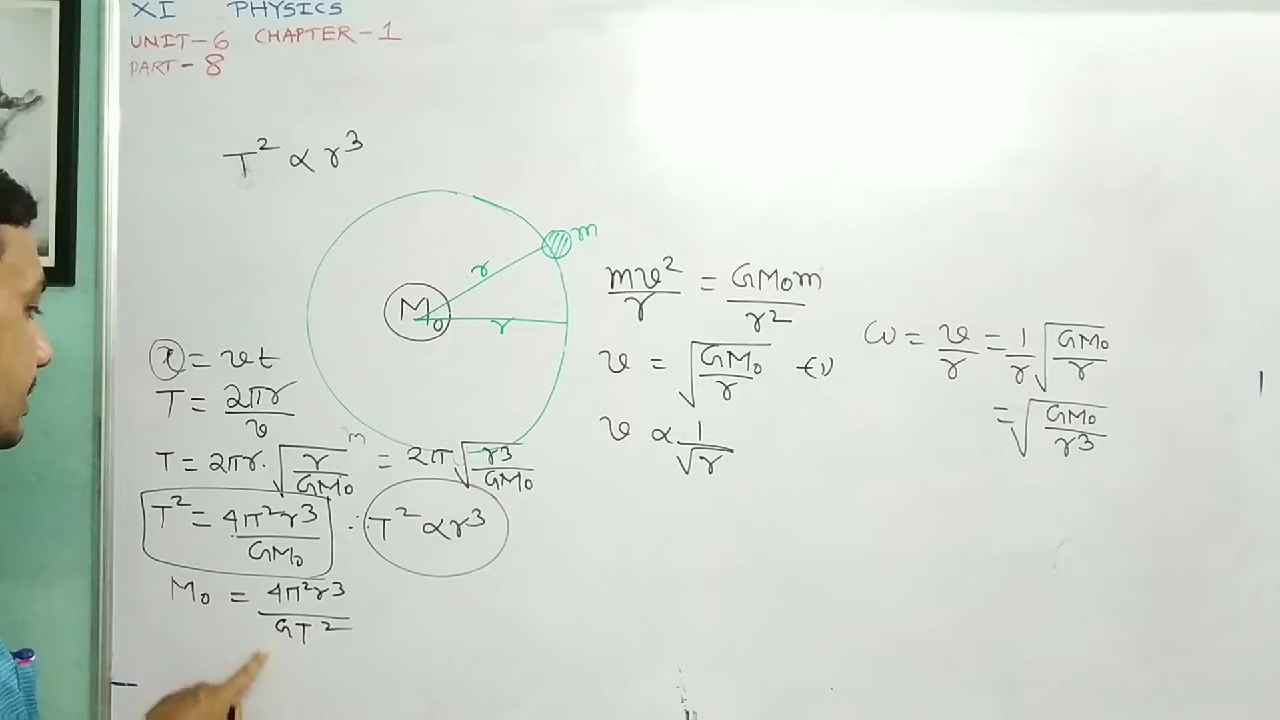 XI PHYSICS
UNIT-6 CHAPTER-1
PART-8
T² ∝ r³
m
r
M₀
r
x = vt
T = 2πr/v
T = 2πr·√(r/GM₀) = 2π√(r³/GM₀)
m
T² = 4π²r³/GM₀ ∴ T² ∝ r³
M₀ = 4π²r³/GT²
mv²/r = GM₀m/r²
v = √(GM₀/r) –(1)
v ∝ 1/√r
ω = v/r = 1/r √(GM₀/r)
= √(GM₀/r³)